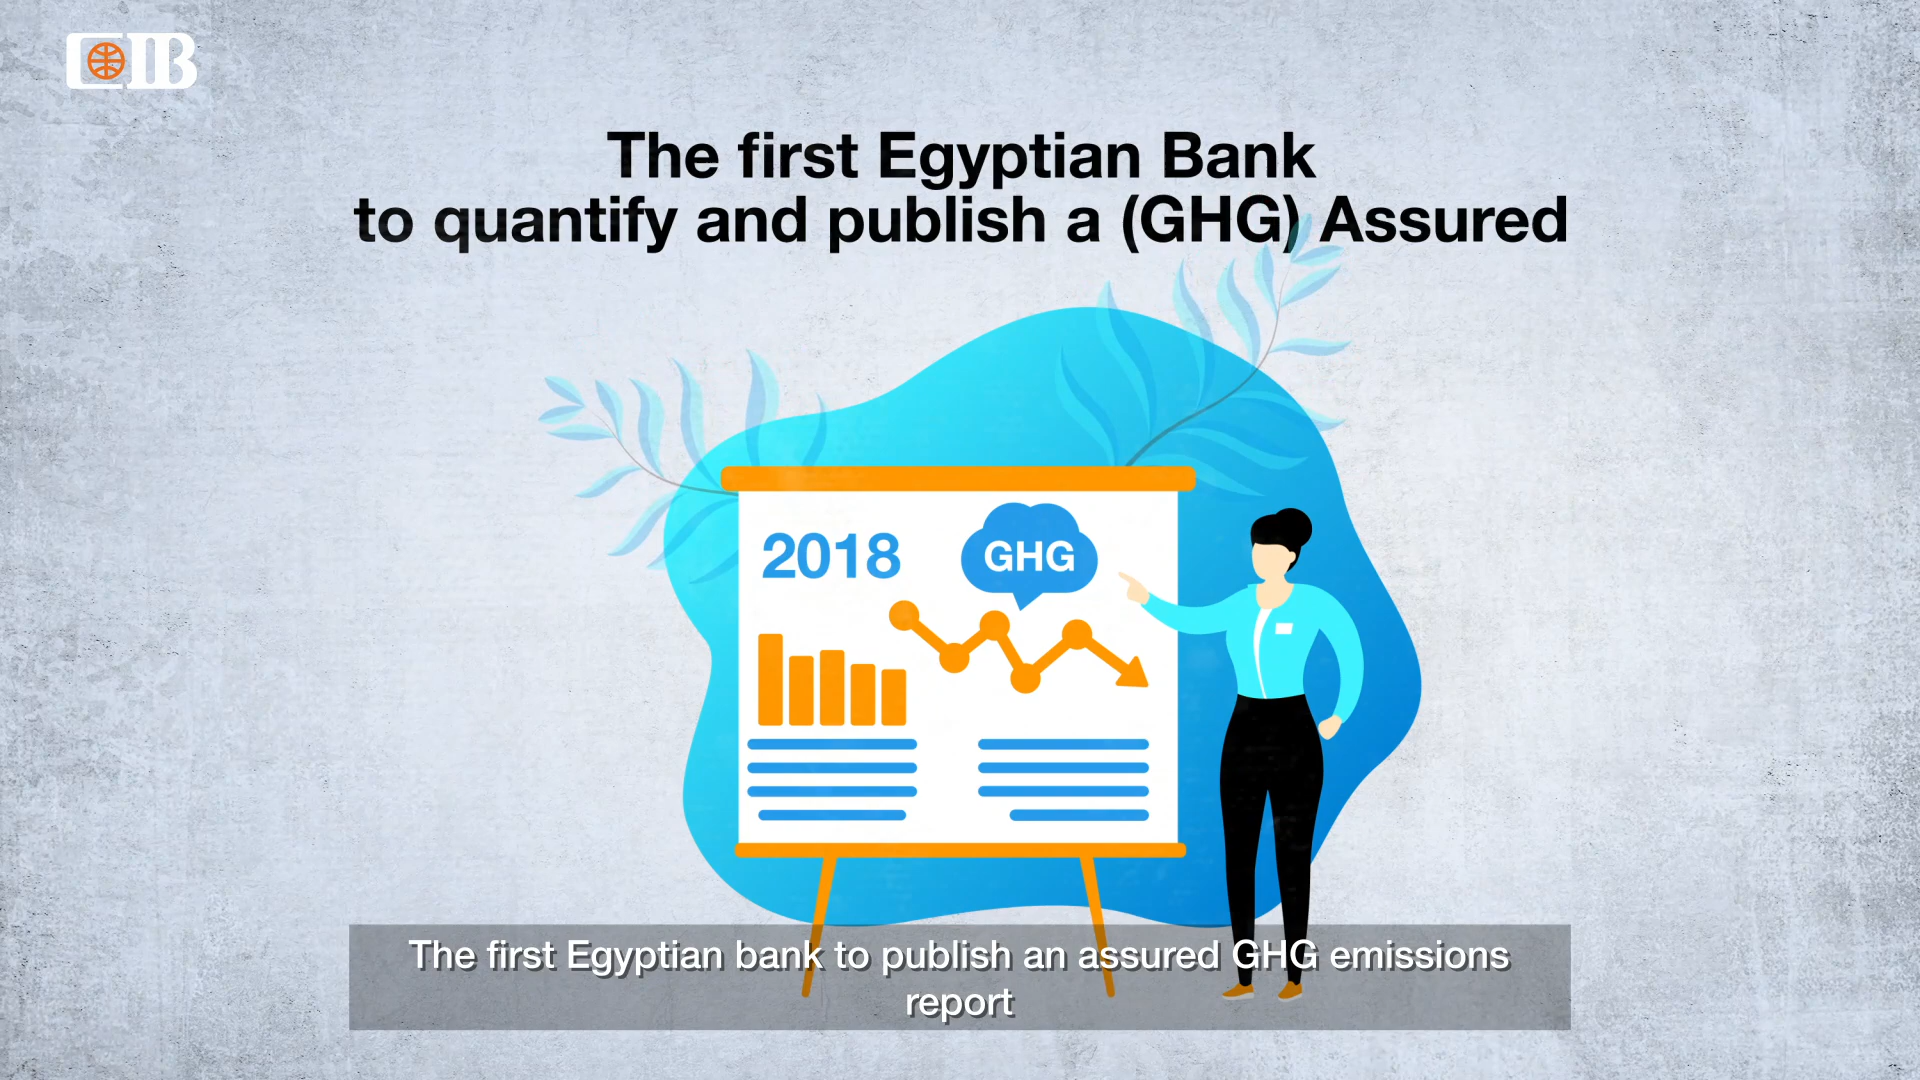 CIB
The first Egyptian Bank
to quantify and publish a (GHG) Assured
2018
GHG
The first Egyptian bank to publish an assured GHG emissions
report